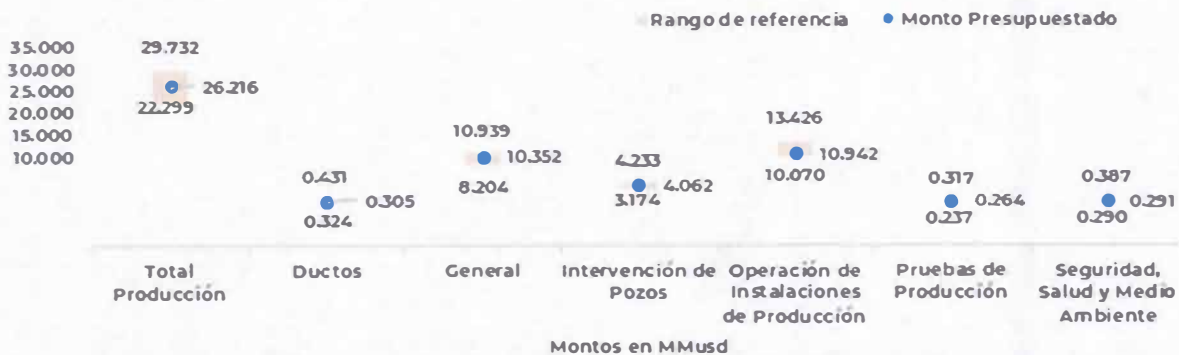 Rango de referencia
Monto Presupuestado
35.000
30.000
25.000
20.000
15.000
10.000
29.732
26.216
22.299
0.431
0.305
0.324
10.939
10.352
8.204
4.233
4.062
3.174
13.426
10.942
10.070
0.317
0.264
0.237
0.387
0.291
0.290
Total
Producción
Ductos
General
Intervención de
Pozos
Operación de
Instalaciones
de Producción
Pruebas de
Producción
Seguridad,
Salud y Medio
Ambiente
Montos en MMusd